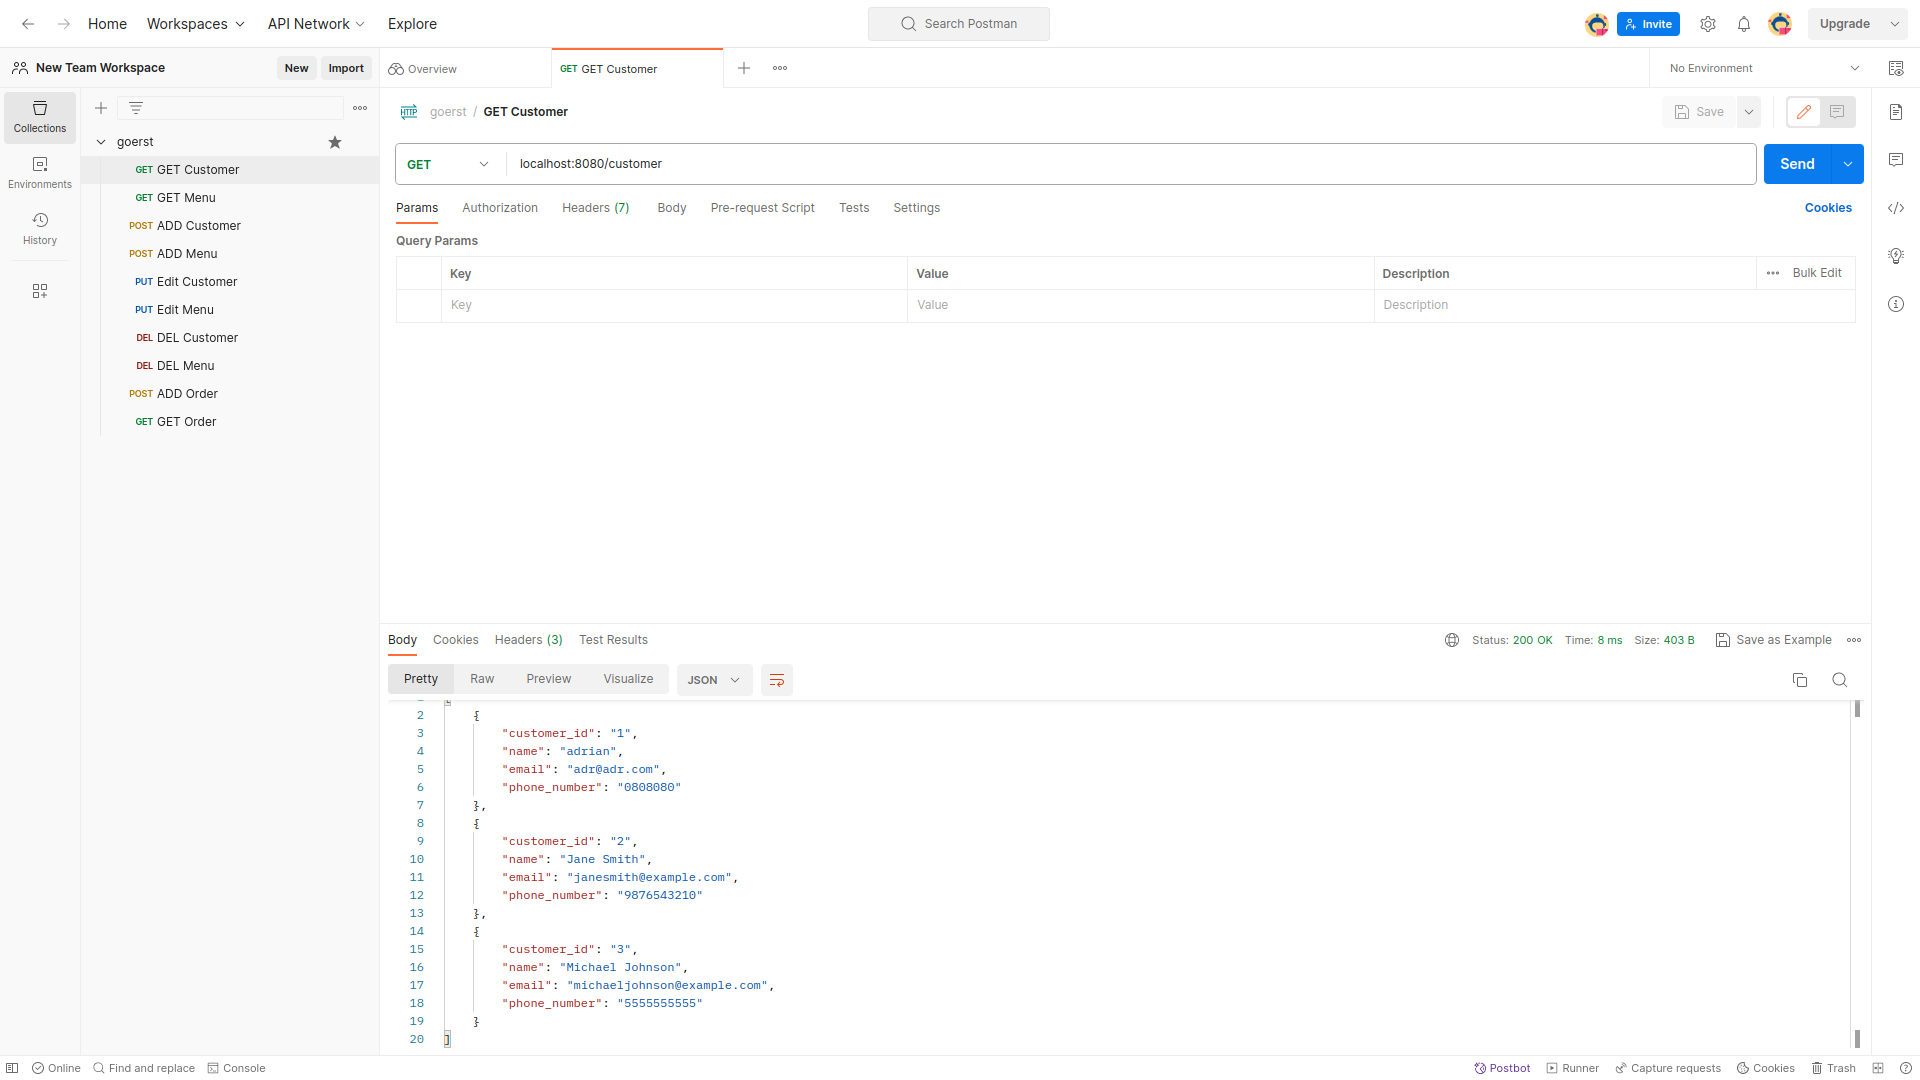 Home Workspaces API Network Explore Search Postman Invite Upgrade
New Team Workspace New Import Overview GET GET Customer No Environment
Collections
Environments
History
goerst
GET GET Customer
GET GET Menu
POST ADD Customer
POST ADD Menu
PUT Edit Customer
PUT Edit Menu
DEL DEL Customer
DEL DEL Menu
POST ADD Order
GET GET Order
HTTP goerst / GET Customer Save
GET localhost:8080/customer Send
Params Authorization Headers (7) Body Pre-request Script Tests Settings Cookies
Query Params
Key Value Description Bulk Edit
Key Value Description
Body Cookies Headers (3) Test Results Status: 200 OK Time: 8 ms Size: 403 B Save as Example
Pretty Raw Preview Visualize JSON
2 {
3 "customer_id": "1",
4 "name": "adrian",
5 "email": "adr@adr.com",
6 "phone_number": "0808080"
7 },
8 {
9 "customer_id": "2",
10 "name": "Jane Smith",
11 "email": "janesmith@example.com",
12 "phone_number": "9876543210"
13 },
14 {
15 "customer_id": "3",
16 "name": "Michael Johnson",
17 "email": "michaeljohnson@example.com",
18 "phone_number": "5555555555"
19 }
20 ]
Online Find and replace Console Postbot Runner Capture requests Cookies Trash